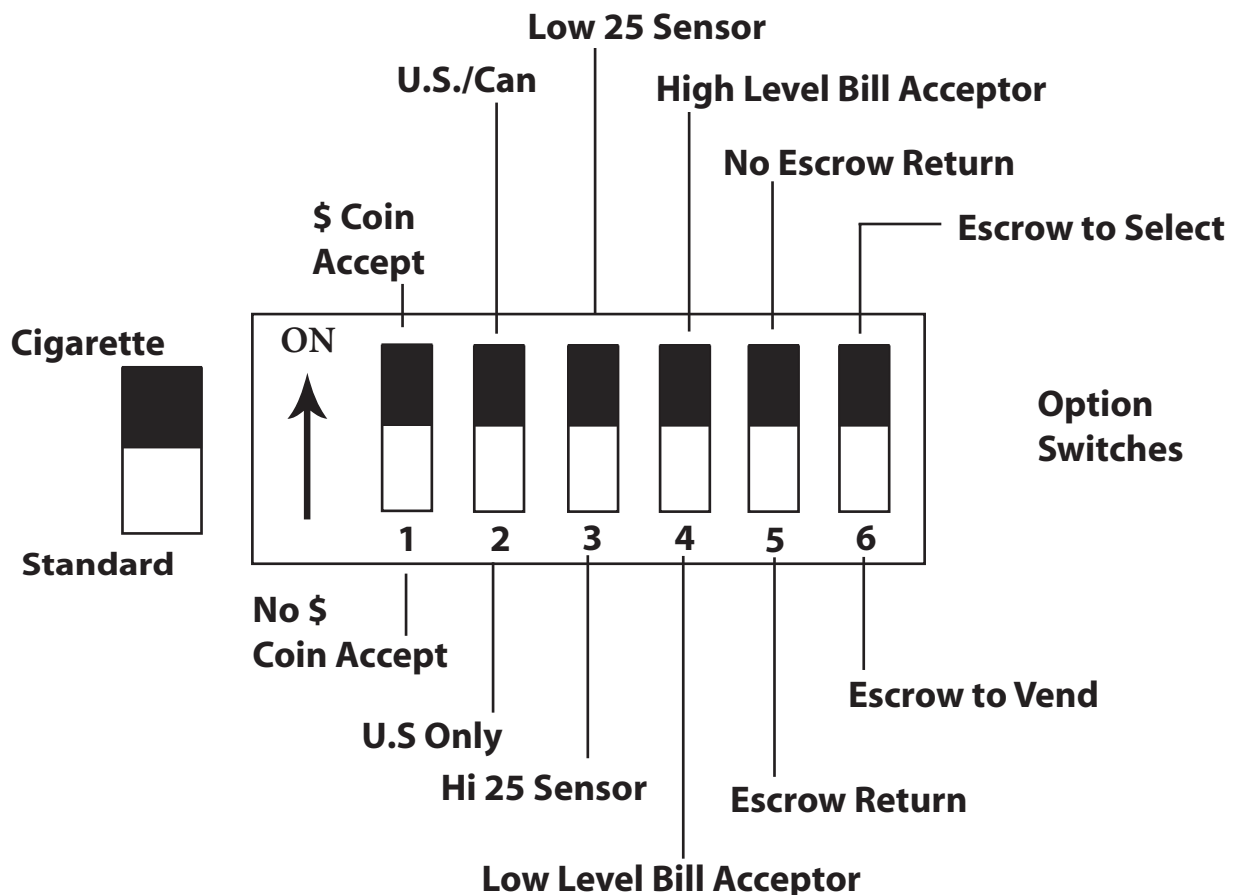 Low 25 Sensor
U.S./Can
High Level Bill Acceptor
No Escrow Return
$ Coin
Accept
Escrow to Select
Cigarette
ON
Option
Switches
1 2 3 4 5 6
Standard
No $
Coin Accept
Escrow to Vend
U.S Only
Hi 25 Sensor
Escrow Return
Low Level Bill Acceptor